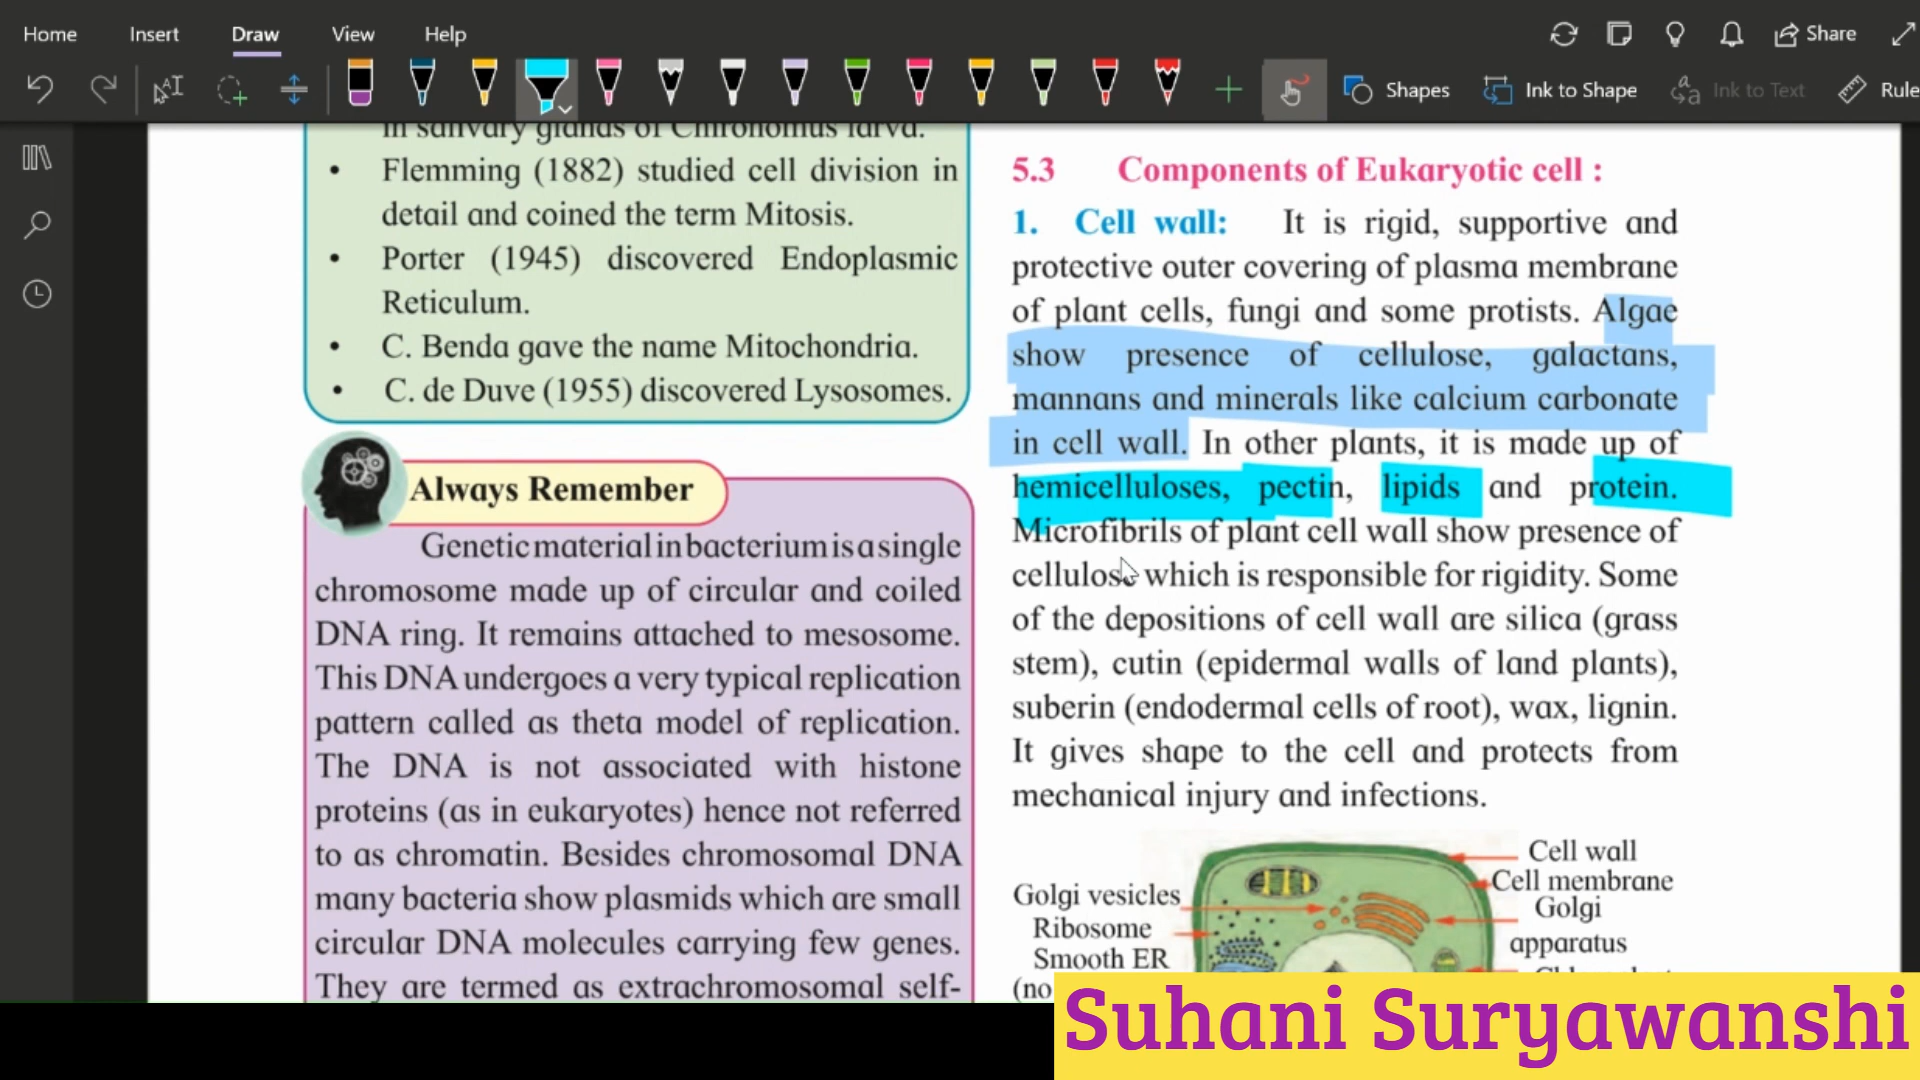 Home Insert Draw View Help
Share
Shapes Ink to Shape Ink to Text Rule
in salivary glands of Chironomus larva.
• Flemming (1882) studied cell division in
detail and coined the term Mitosis.
• Porter (1945) discovered Endoplasmic
Reticulum.
• C. Benda gave the name Mitochondria.
• C. de Duve (1955) discovered Lysosomes.
Always Remember
Genetic material in bacterium is a single
chromosome made up of circular and coiled
DNA ring. It remains attached to mesosome.
This DNA undergoes a very typical replication
pattern called as theta model of replication.
The DNA is not associated with histone
proteins (as in eukaryotes) hence not referred
to as chromatin. Besides chromosomal DNA
many bacteria show plasmids which are small
circular DNA molecules carrying few genes.
They are termed as extrachromosomal self-
5.3 Components of Eukaryotic cell :
1. Cell wall: It is rigid, supportive and
protective outer covering of plasma membrane
of plant cells, fungi and some protists. Algae
show presence of cellulose, galactans,
mannans and minerals like calcium carbonate
in cell wall. In other plants, it is made up of
hemicelluloses, pectin, lipids and protein.
Microfibrils of plant cell wall show presence of
cellulose which is responsible for rigidity. Some
of the depositions of cell wall are silica (grass
stem), cutin (epidermal walls of land plants),
suberin (endodermal cells of root), wax, lignin.
It gives shape to the cell and protects from
mechanical injury and infections.
Cell wall
Cell membrane
Golgi vesicles
Golgi
Ribosome
apparatus
Smooth ER
(no
Suhani Suryawanshi